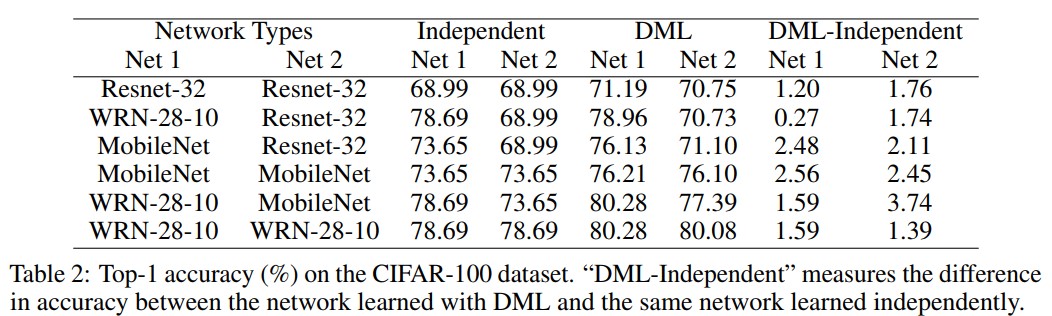 Network Types Independent DML DML-Independent
Net 1 Net 2 Net 1 Net 2 Net 1 Net 2 Net 1 Net 2
Resnet-32 Resnet-32 68.99 68.99 71.19 70.75 1.20 1.76
WRN-28-10 Resnet-32 78.69 68.99 78.96 70.73 0.27 1.74
MobileNet Resnet-32 73.65 68.99 76.13 71.10 2.48 2.11
MobileNet MobileNet 73.65 73.65 76.21 76.10 2.56 2.45
WRN-28-10 MobileNet 78.69 73.65 80.28 77.39 1.59 3.74
WRN-28-10 WRN-28-10 78.69 78.69 80.28 80.08 1.59 1.39
Table 2: Top-1 accuracy (%) on the CIFAR-100 dataset. “DML-Independent” measures the difference
in accuracy between the network learned with DML and the same network learned independently.